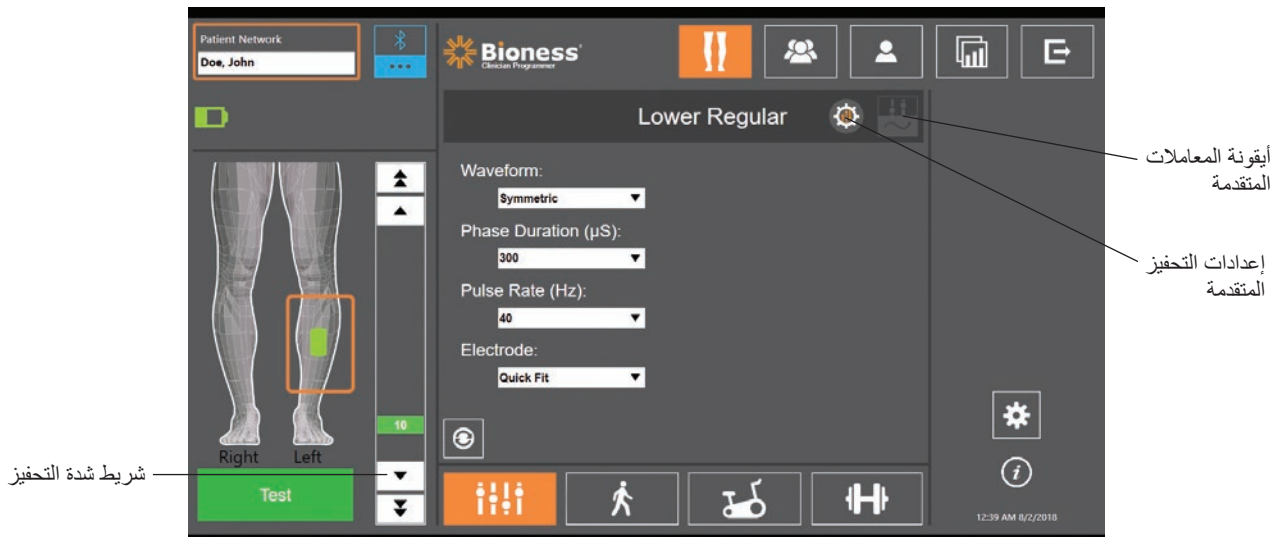 Patient Network
Doe, John
Bioness
Clinician Programmer
Lower Regular
Waveform:
Symmetric
Phase Duration (µS):
300
Pulse Rate (Hz):
40
Electrode:
Quick Fit
10
Right
Left
Test
12:39 AM 8/2/2018
أيقونة المعاملات
المتقدمة
إعدادات التحفيز
المتقدمة
شريط شدة التحفيز